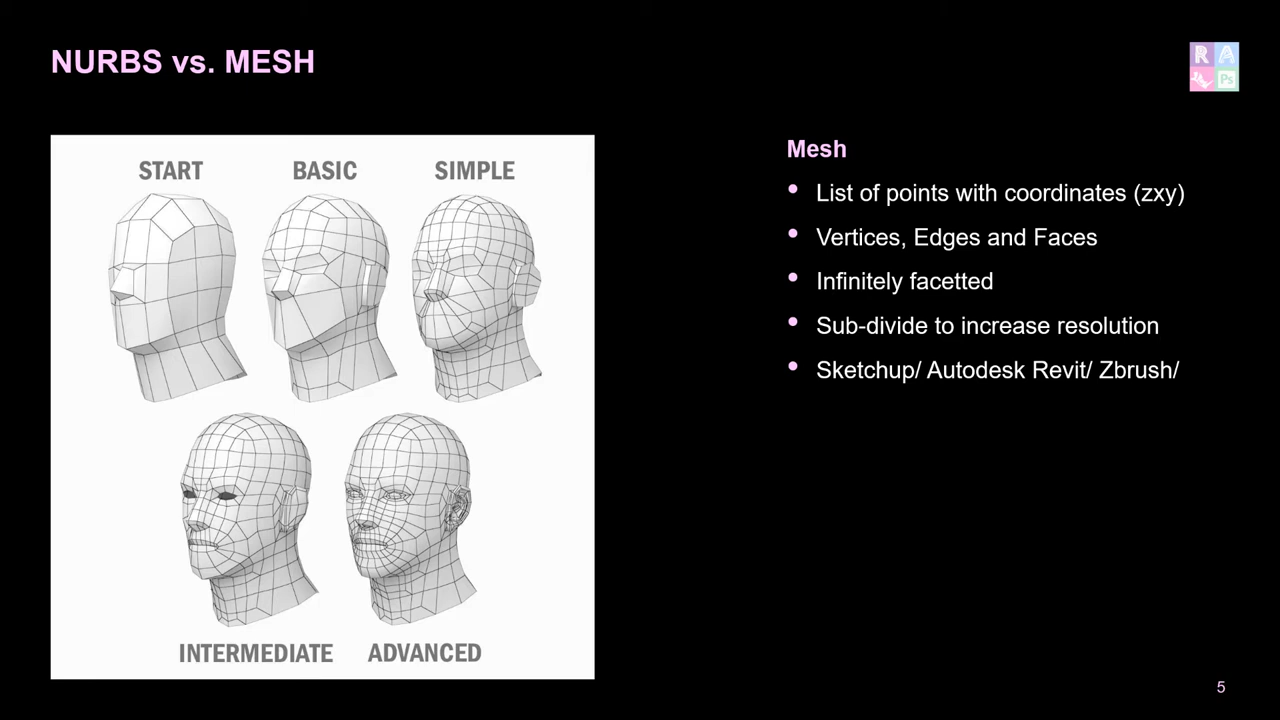 NURBS vs. MESH
R A
Ps
START BASIC SIMPLE
INTERMEDIATE ADVANCED
Mesh
• List of points with coordinates (zxy)
• Vertices, Edges and Faces
• Infinitely facetted
• Sub-divide to increase resolution
• Sketchup/ Autodesk Revit/ Zbrush/
5